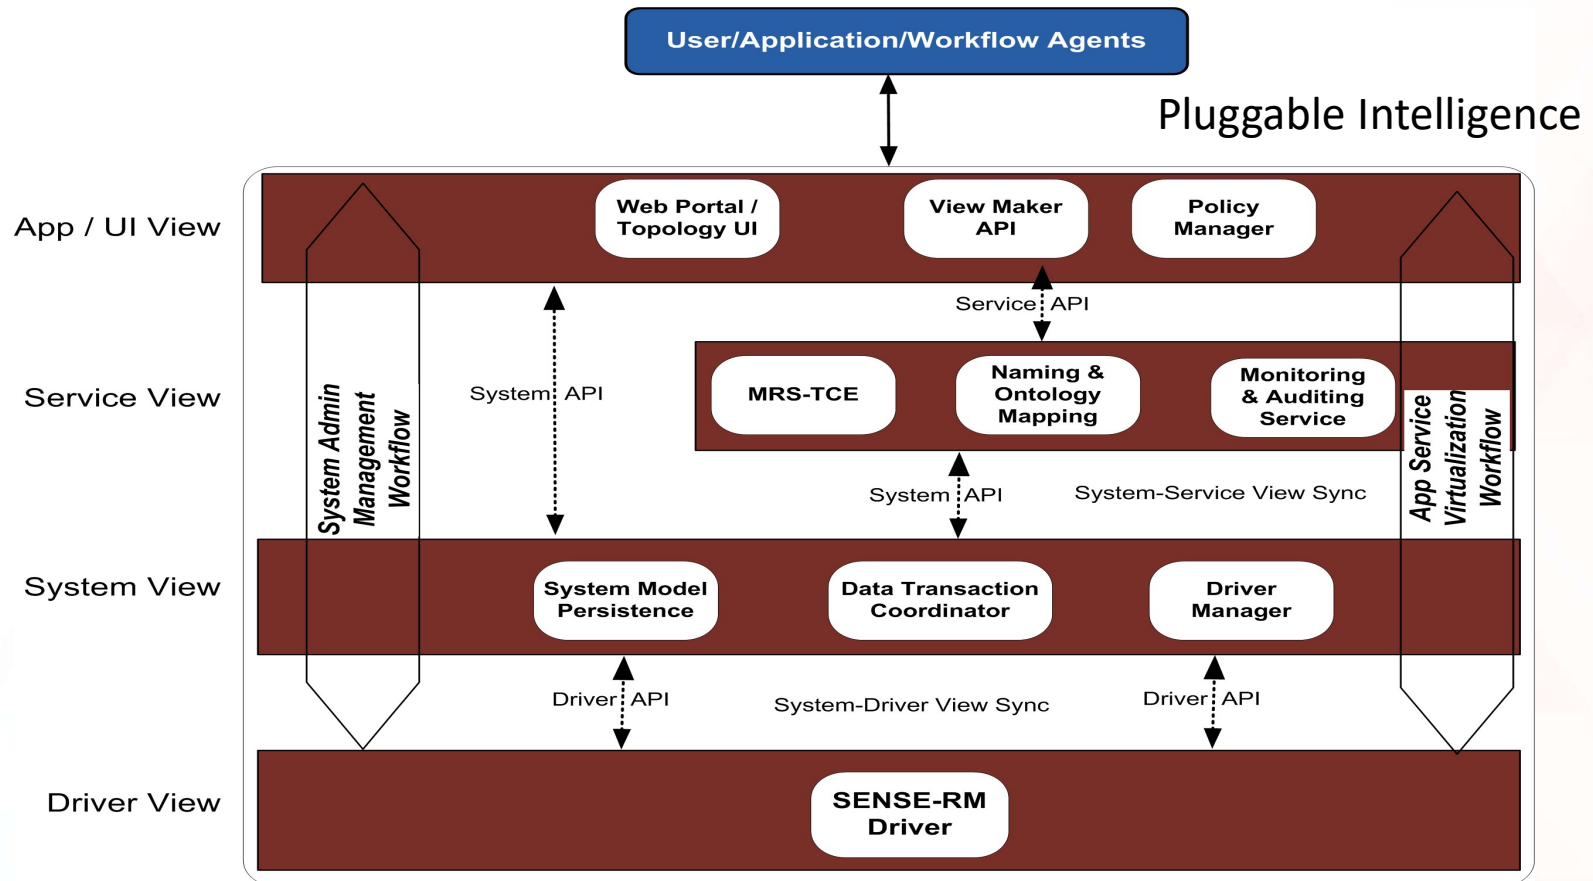 User/Application/Workflow Agents
Pluggable Intelligence
App / UI View
Web Portal /
Topology UI
View Maker
API
Policy
Manager
Service API
Service View
System API
MRS-TCE
Naming &
Ontology
Mapping
Monitoring
& Auditing
Service
System Admin
Management
Workflow
App Service
Virtualization
Workflow
System API
System-Service View Sync
System View
System Model
Persistence
Data Transaction
Coordinator
Driver
Manager
Driver API
System-Driver View Sync
Driver API
Driver View
SENSE-RM
Driver